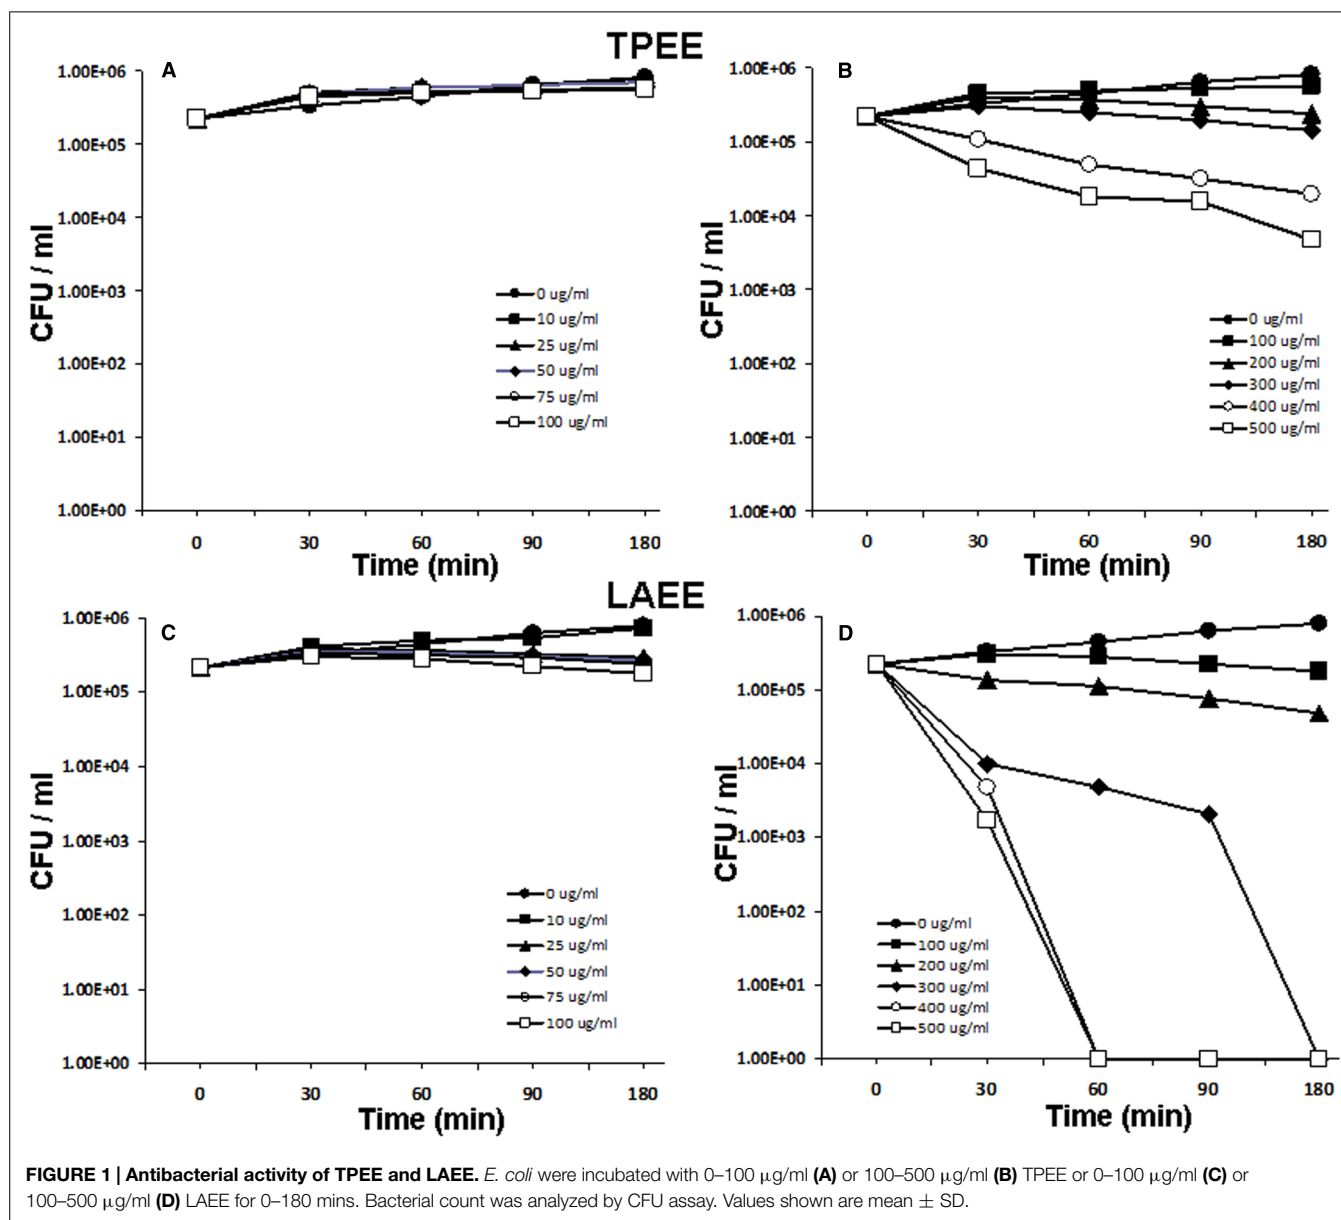 TPEE
A
1.00E+06
1.00E+05
1.00E+04
1.00E+03
1.00E+02
1.00E+01
1.00E+00
CFU / ml
0 ug/ml
10 ug/ml
25 ug/ml
50 ug/ml
75 ug/ml
100 ug/ml
0 30 60 90 180
Time (min)
B
1.00E+06
1.00E+05
1.00E+04
1.00E+03
1.00E+02
1.00E+01
1.00E+00
CFU / ml
0 ug/ml
100 ug/ml
200 ug/ml
300 ug/ml
400 ug/ml
500 ug/ml
0 30 60 90 180
Time (min)
LAEE
C
1.00E+06
1.00E+05
1.00E+04
1.00E+03
1.00E+02
1.00E+01
1.00E+00
CFU / ml
0 ug/ml
10 ug/ml
25 ug/ml
50 ug/ml
75 ug/ml
100 ug/ml
0 30 60 90 180
Time (min)
D
1.00E+06
1.00E+05
1.00E+04
1.00E+03
1.00E+02
1.00E+01
1.00E+00
CFU / ml
0 ug/ml
100 ug/ml
200 ug/ml
300 ug/ml
400 ug/ml
500 ug/ml
0 30 60 90 180
Time (min)
FIGURE 1 | Antibacterial activity of TPEE and LAEE. E. coli were incubated with 0–100 μg/ml (A) or 100–500 μg/ml (B) TPEE or 0–100 μg/ml (C) or
100–500 μg/ml (D) LAEE for 0–180 mins. Bacterial count was analyzed by CFU assay. Values shown are mean ± SD.